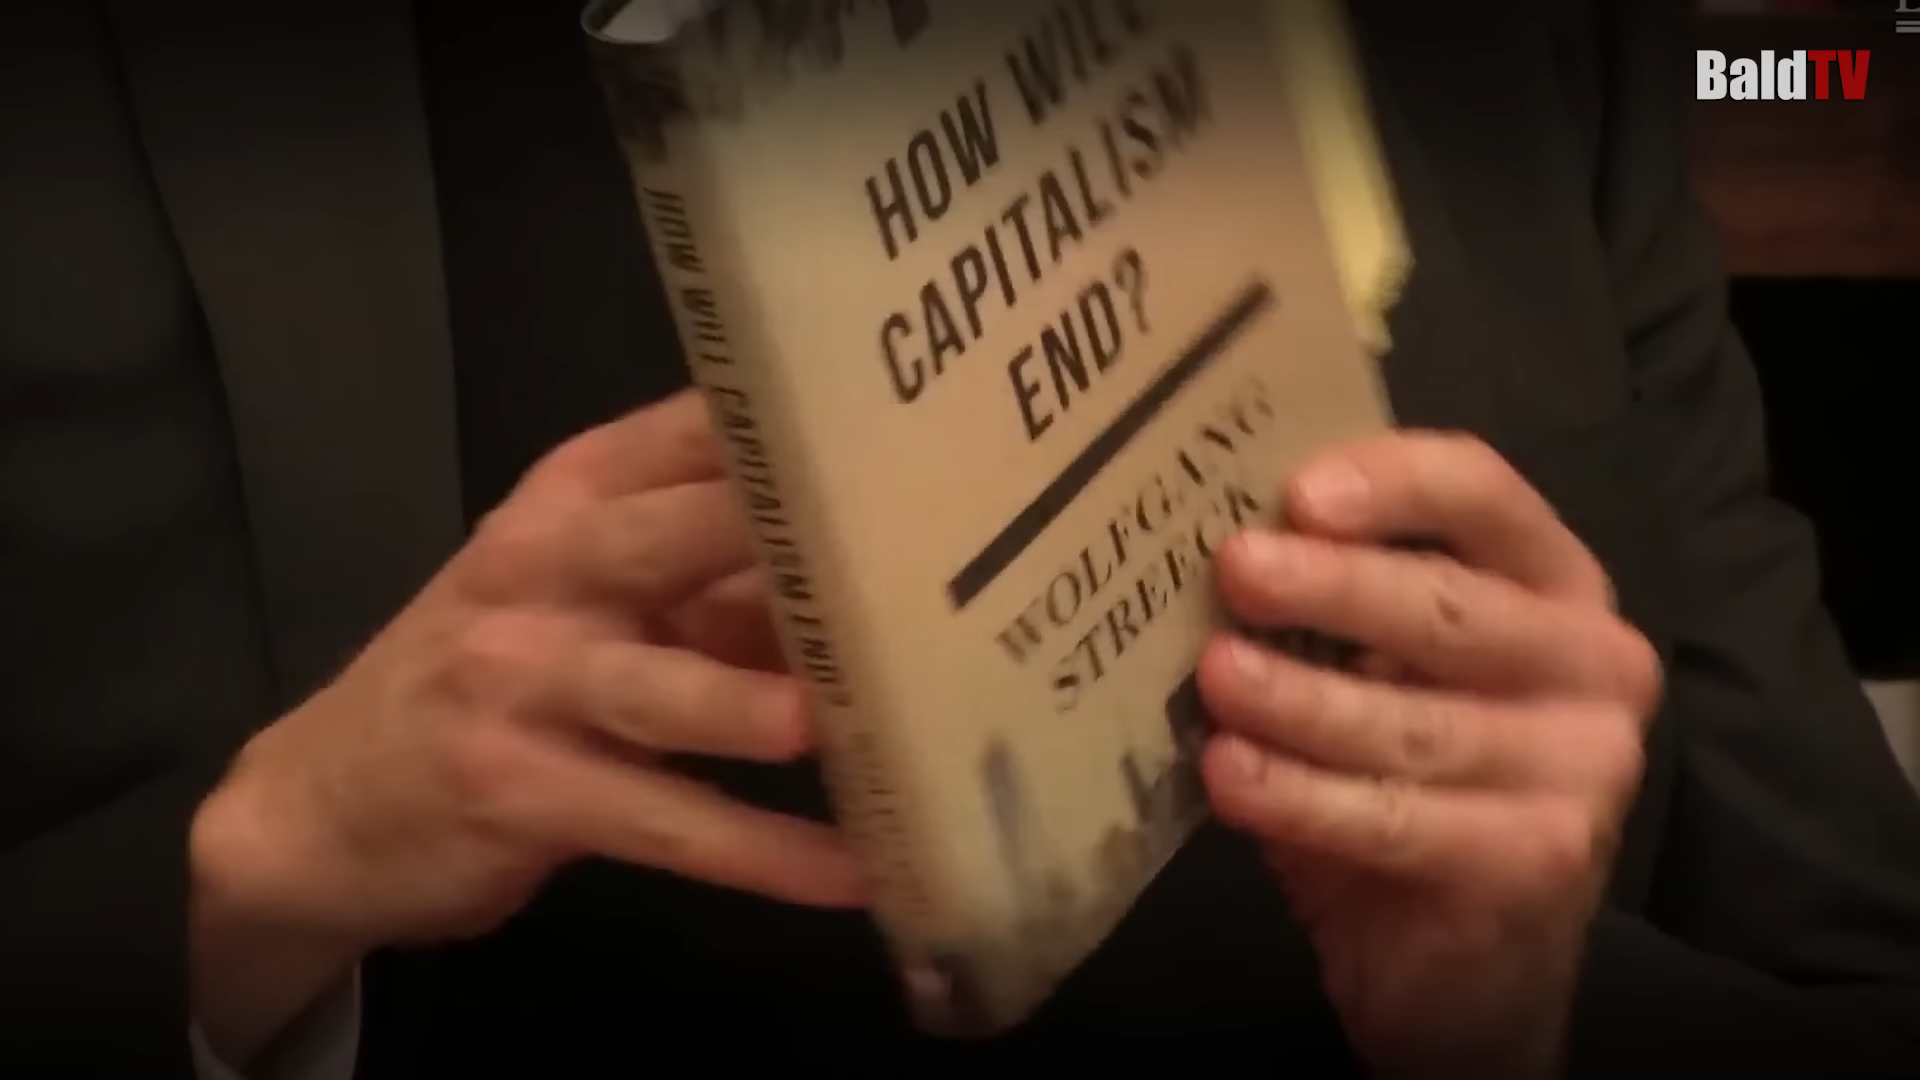 BaldTV
HOW WILL
CAPITALISM
END?
WOLFGANG
STREECK
HOW WILL CAPITALISM END?